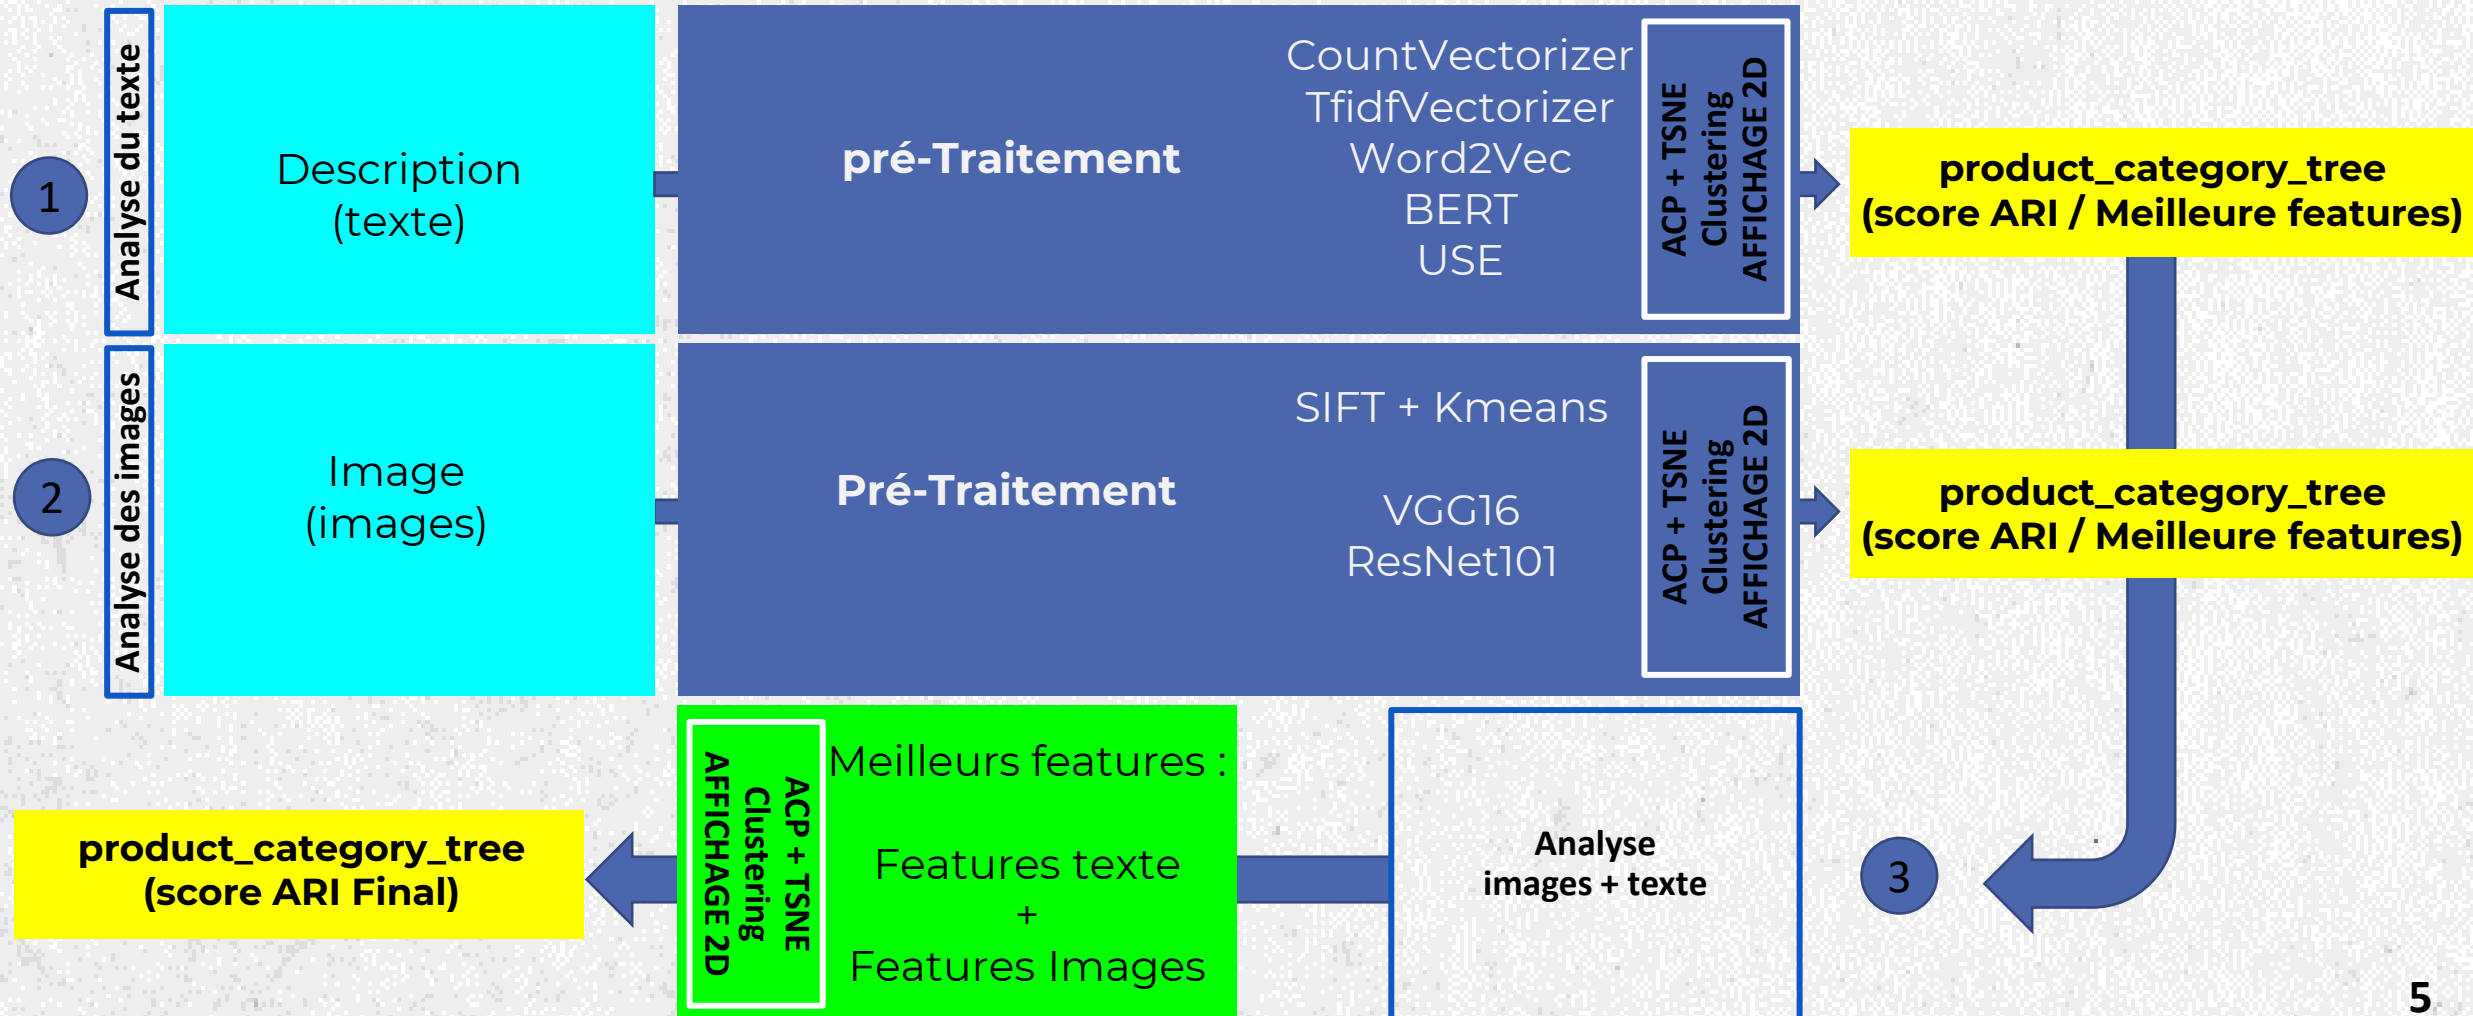 1
Analyse du texte
Description
(texte)
pré-Traitement
CountVectorizer
TfidfVectorizer
Word2Vec
BERT
USE
ACP + TSNE
Clustering
AFFICHAGE 2D
product_category_tree
(score ARI / Meilleure features)
2
Analyse des images
Image
(images)
Pré-Traitement
SIFT + Kmeans
VGG16
ResNet101
ACP + TSNE
Clustering
AFFICHAGE 2D
product_category_tree
(score ARI / Meilleure features)
3
Analyse
images + texte
Meilleurs features :
Features texte
+
Features Images
ACP + TSNE
Clustering
AFFICHAGE 2D
product_category_tree
(score ARI Final)
5